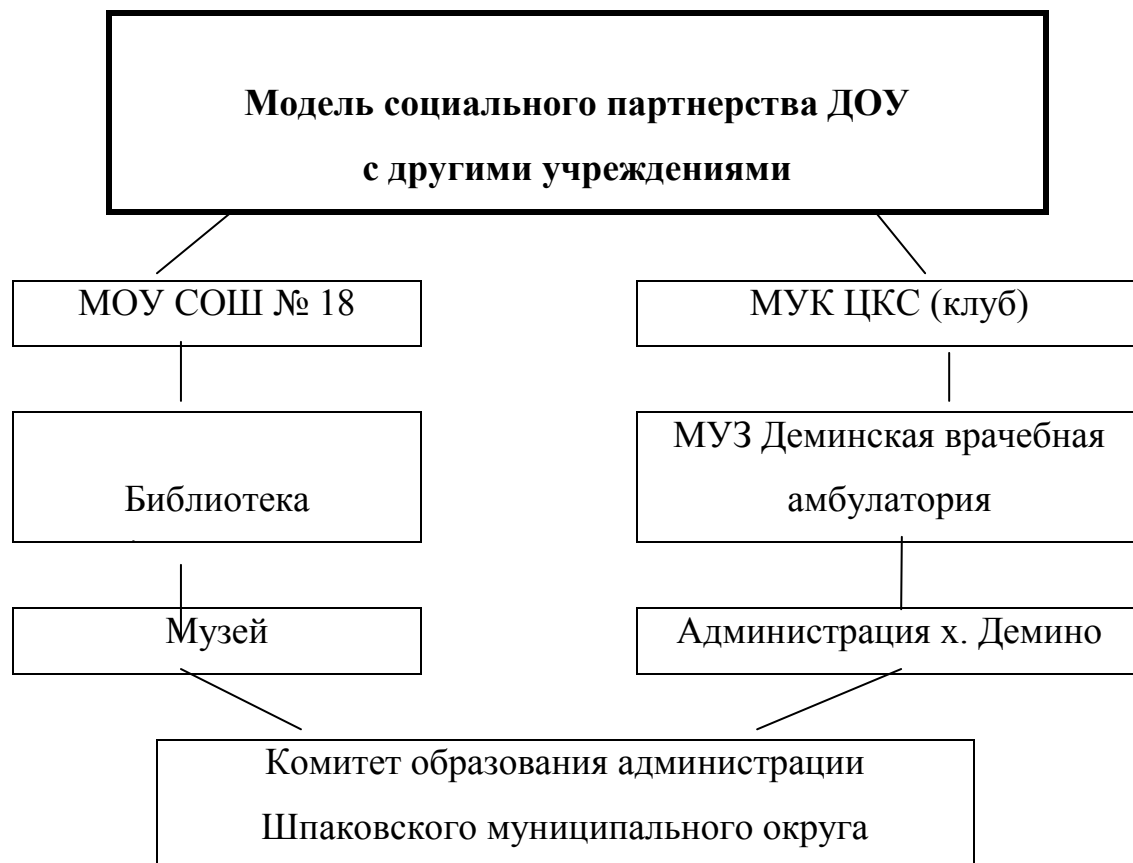 Модель социального партнерства ДОУ
с другими учреждениями
МОУ СОШ № 18
МУК ЦКС (клуб)
Библиотека
МУЗ Деминская врачебная
амбулатория
Музей
Администрация х. Демино
Комитет образования администрации
Шпаковского муниципального округа